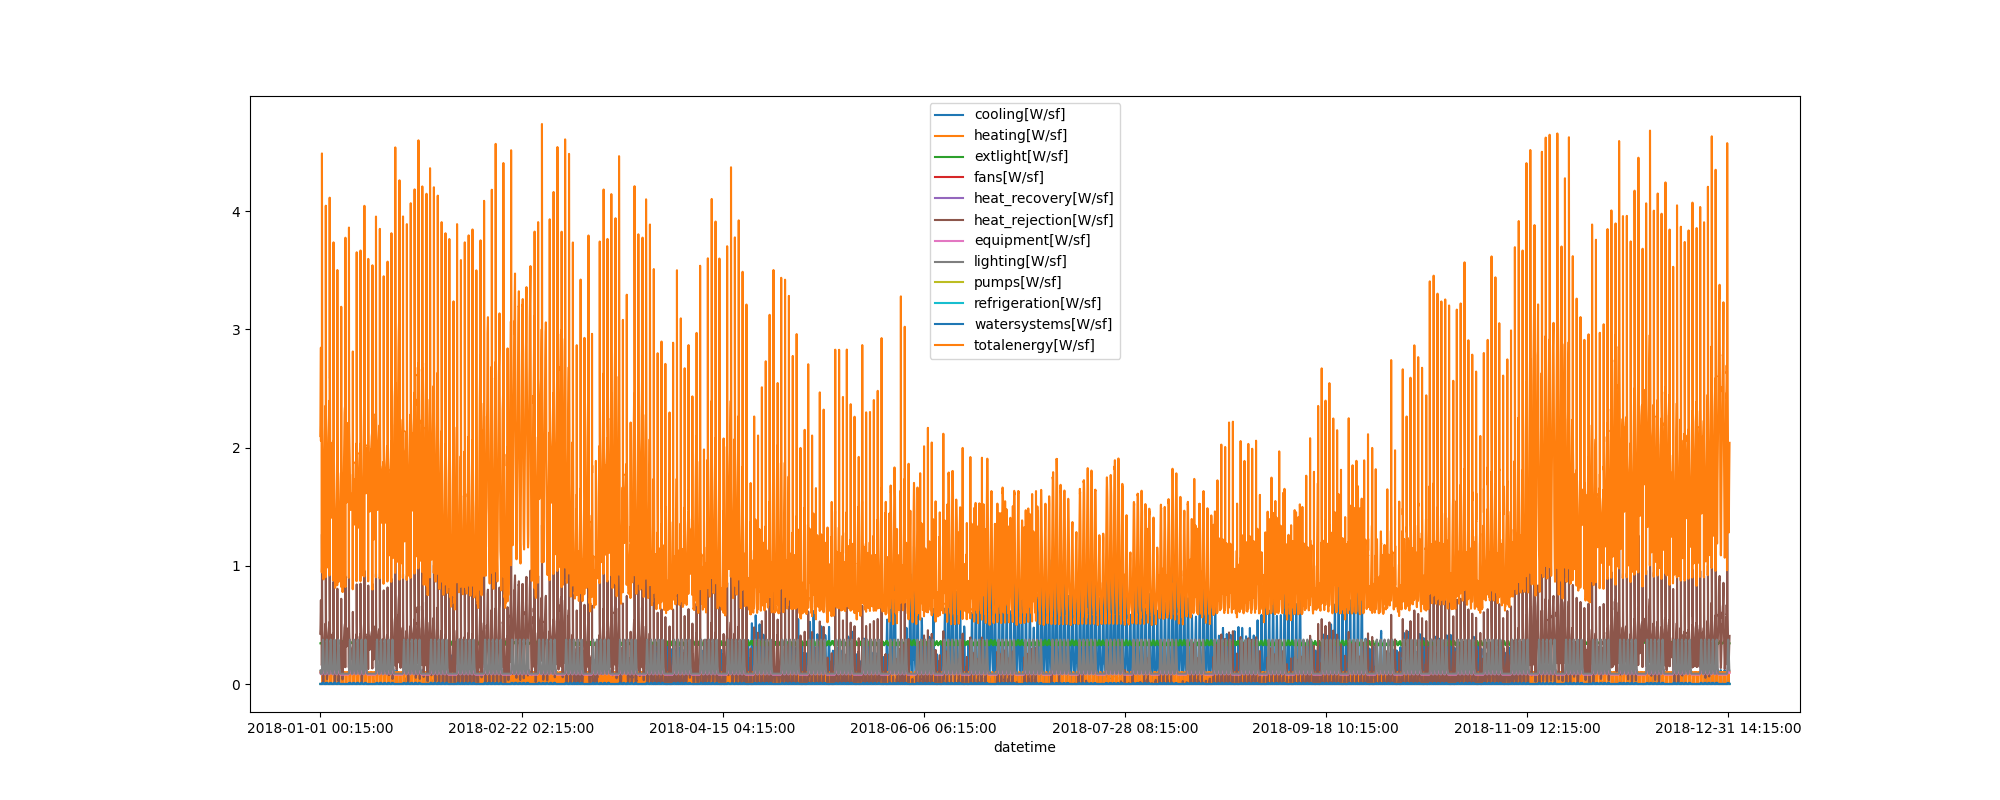 cooling[W/sf]
heating[W/sf]
extlight[W/sf]
fans[W/sf]
heat_recovery[W/sf]
heat_rejection[W/sf]
equipment[W/sf]
lighting[W/sf]
pumps[W/sf]
refrigeration[W/sf]
watersystems[W/sf]
totalenergy[W/sf]
4
3
2
1
0
2018-01-01 00:15:00 2018-02-22 02:15:00 2018-04-15 04:15:00 2018-06-06 06:15:00 2018-07-28 08:15:00 2018-09-18 10:15:00 2018-11-09 12:15:00 2018-12-31 14:15:00
datetime